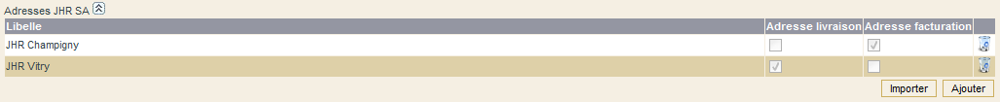 Adresses JHR SA
Libelle Adresse livraison Adresse facturation
JHR Champigny
JHR Vitry
Importer Ajouter